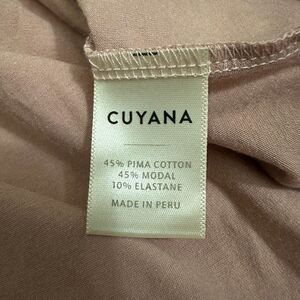 CUYANA
45% PIMA COTTON
45% MODAL
10% ELASTANE
MADE IN PERU